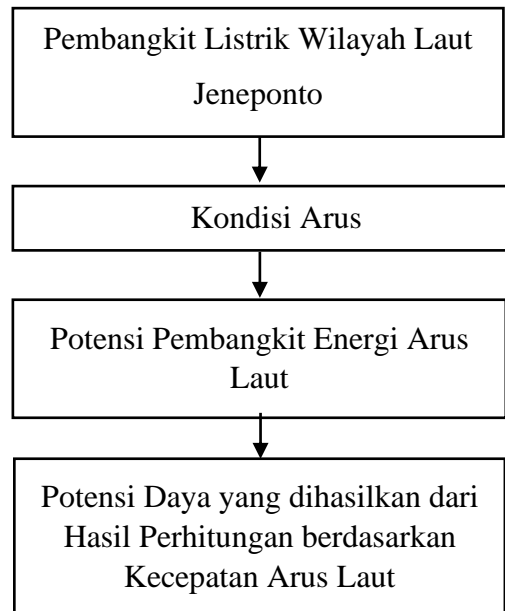 Pembangkit Listrik Wilayah Laut
Jeneponto
Kondisi Arus
Potensi Pembangkit Energi Arus
Laut
Potensi Daya yang dihasilkan dari
Hasil Perhitungan berdasarkan
Kecepatan Arus Laut